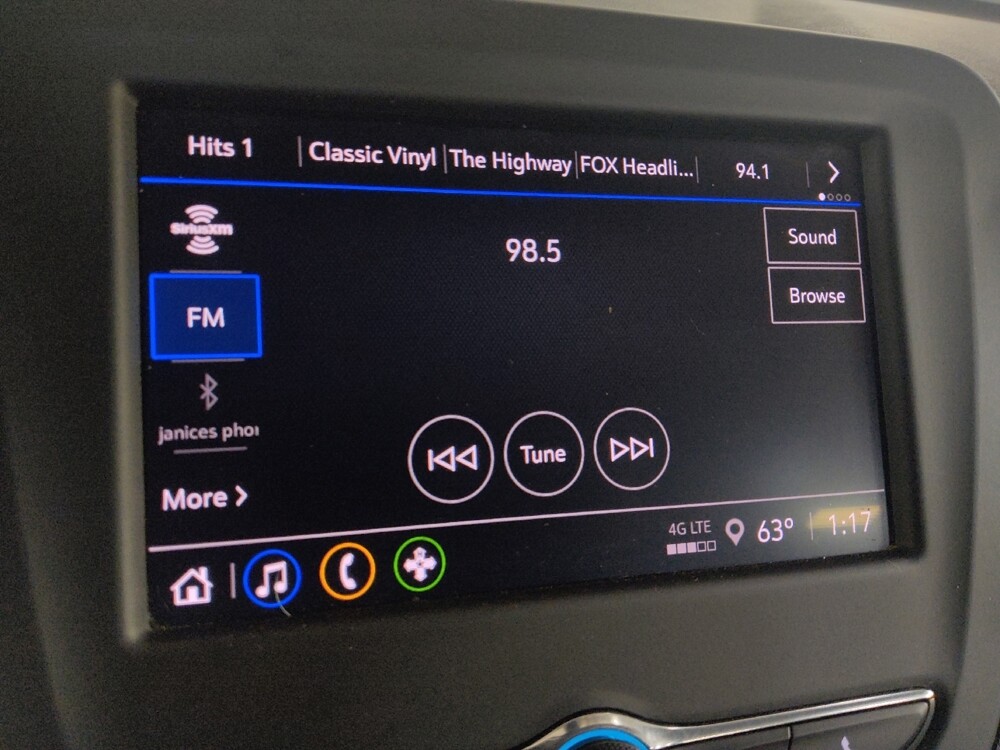 Hits 1 Classic Vinyl The Highway FOX Headli... 94.1
SiriusXM
98.5
Sound
FM
Browse
janices phon
Tune
More
4G LTE 63° 1:17